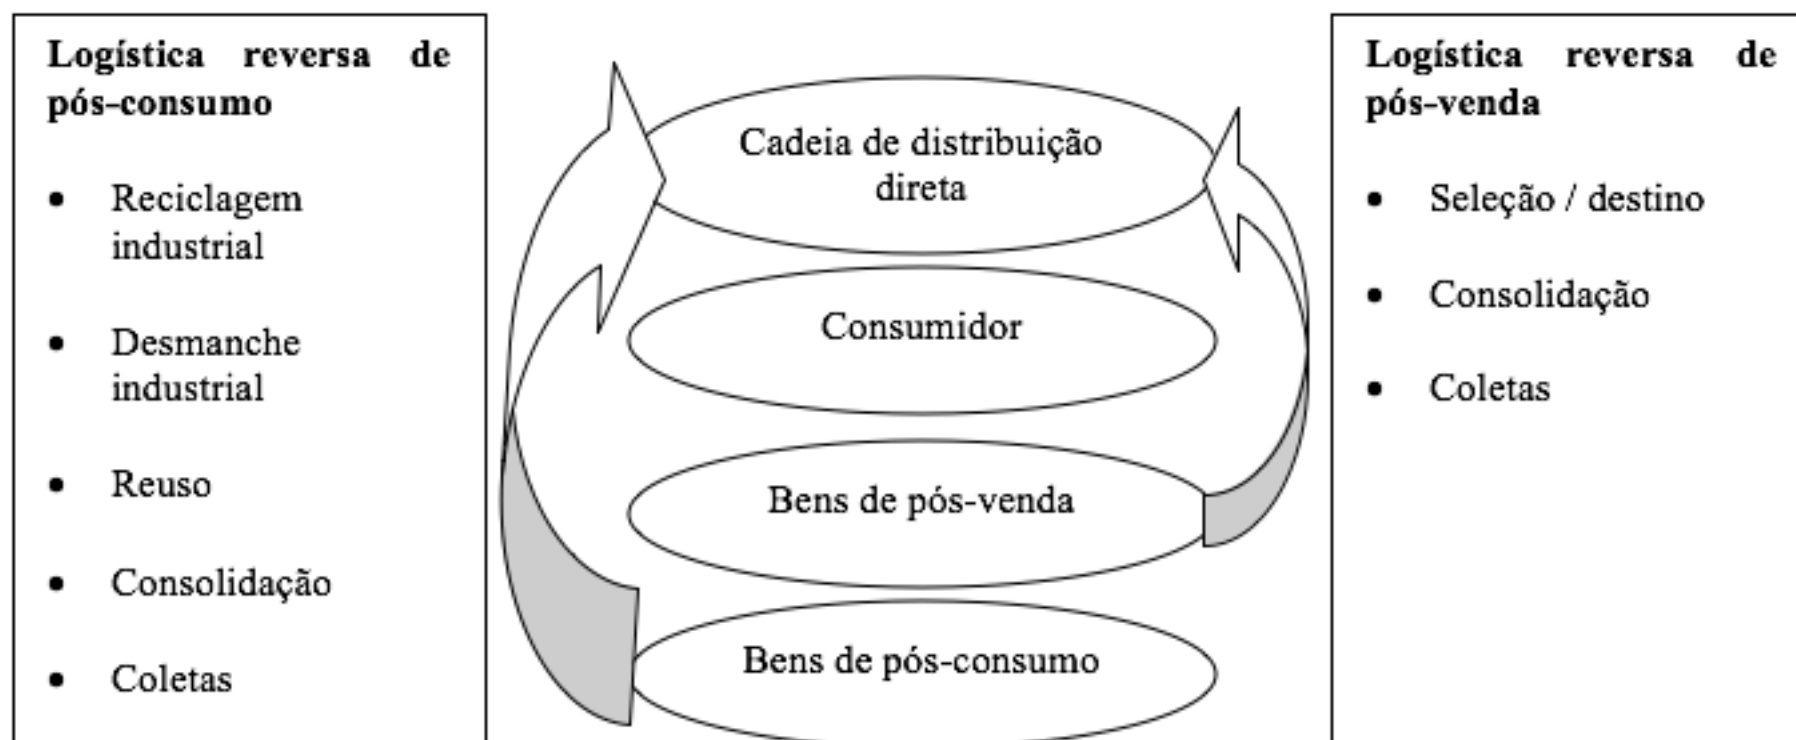 Logística reversa de
pós-consumo
• Reciclagem
industrial
• Desmanche
industrial
• Reuso
• Consolidação
• Coletas
Cadeia de distribuição
direta
Consumidor
Bens de pós-venda
Bens de pós-consumo
Logística reversa de
pós-venda
• Seleção / destino
• Consolidação
• Coletas